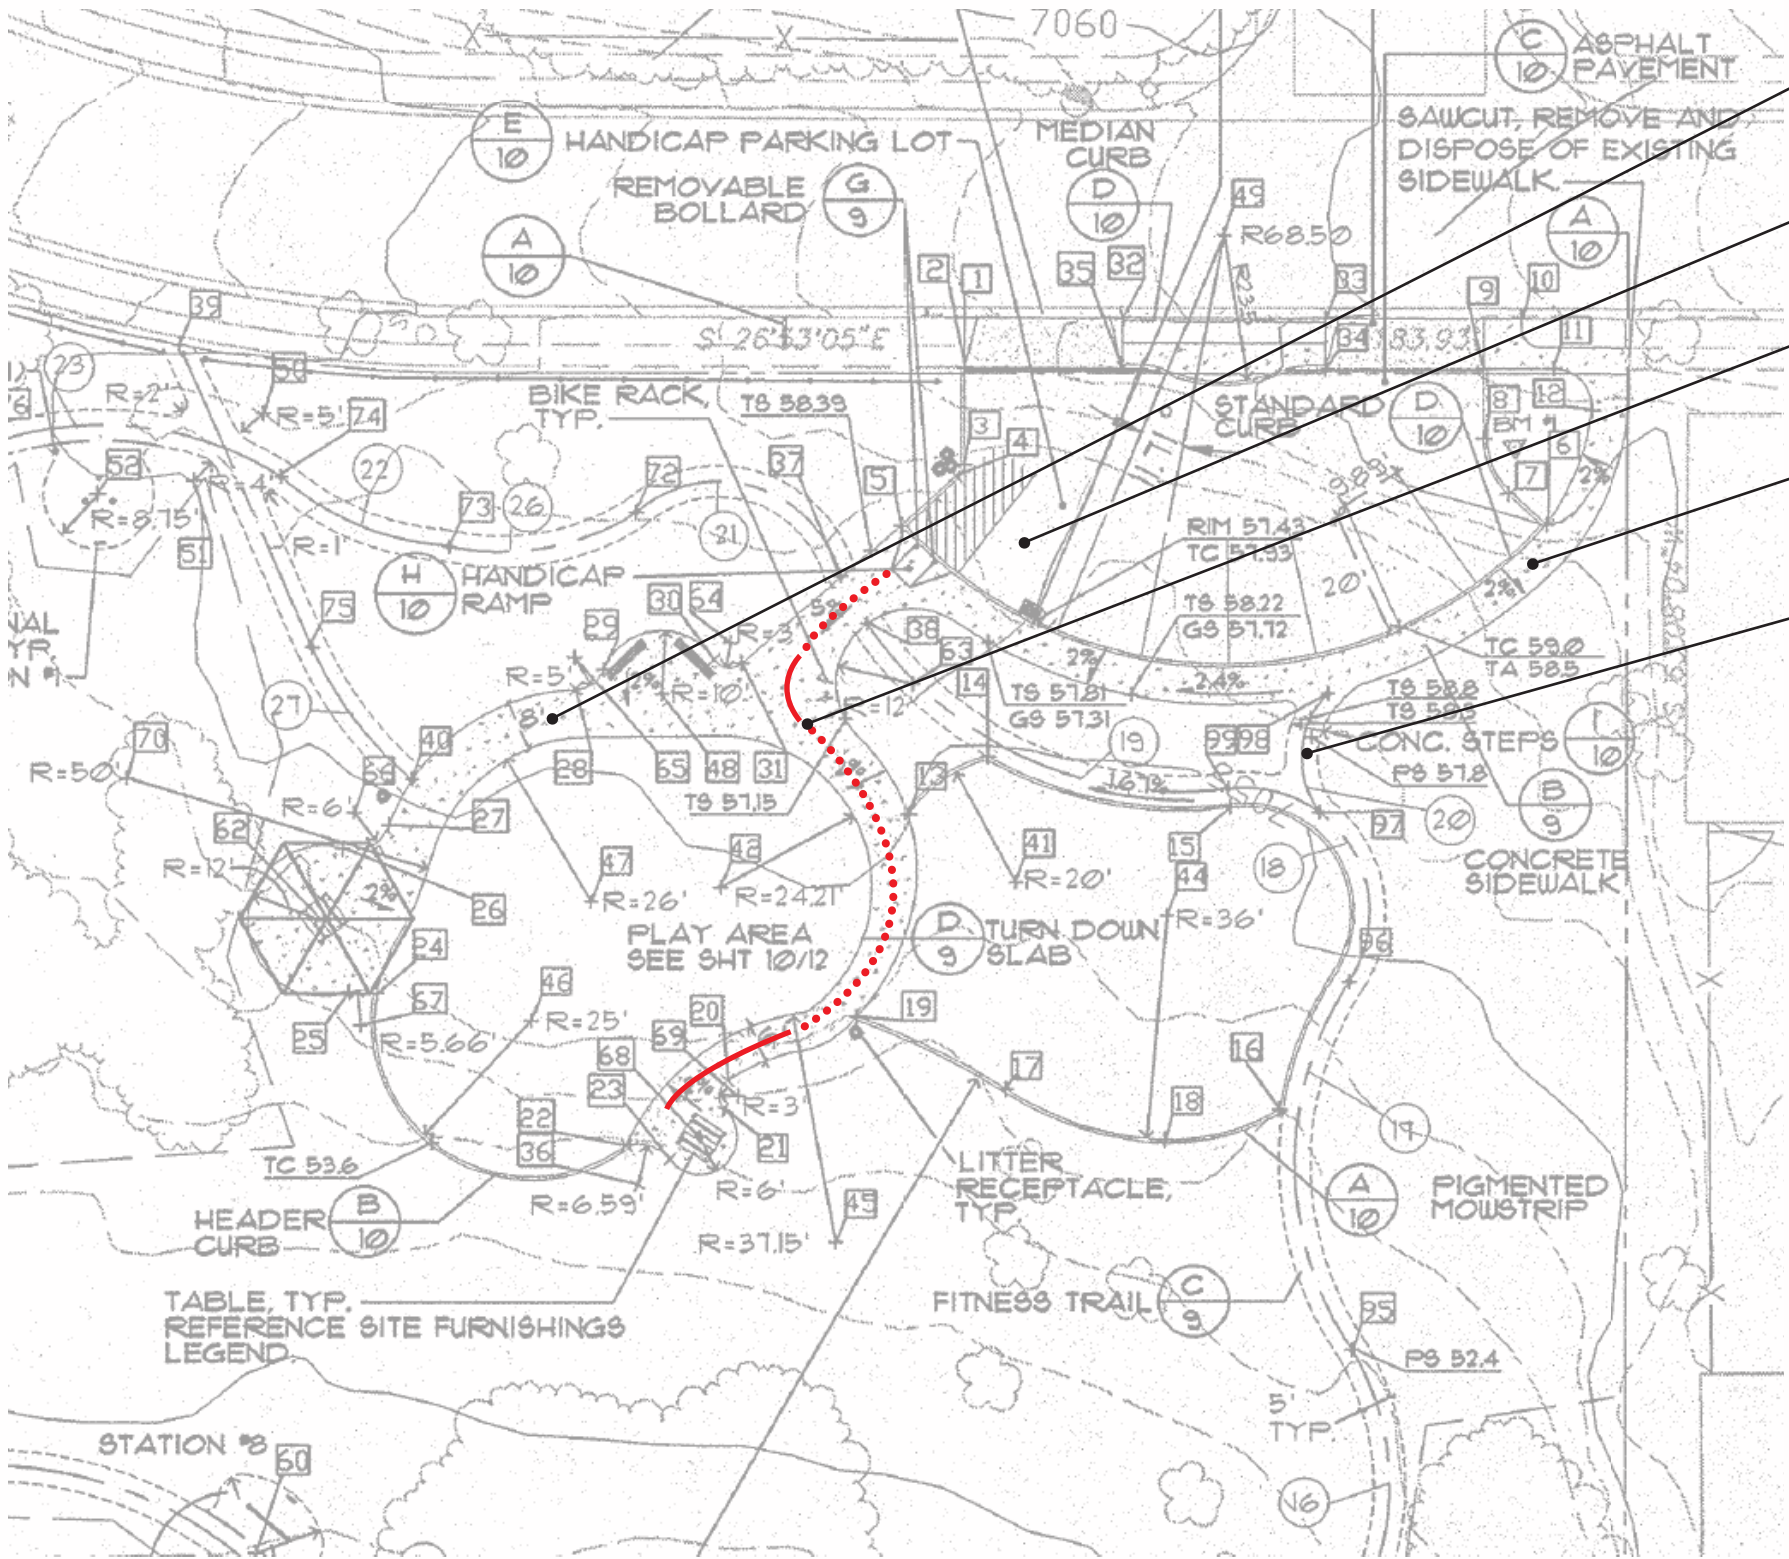 7060
C
10
ASPHALT
PAVEMENT
E
10
HANDICAP PARKING LOT
MEDIAN
CURB
D
10
SAWCUT, REMOVE AND
DISPOSE OF EXISTING
SIDEWALK.
REMOVABLE
BOLLARD
G
9
A
10
A
10
49
R68.50
2
1
35
32
33
9
10
39
S 26°53'05"E
34
83.93
11
23
50
R=2'
R=5'
74
BIKE RACK,
TYP.
TS 58.39
STANDARD
CURB
D
10
8
12
BM #1
3
4
6
52
22
R=4'
72
37
5
7
2%
R=8.75'
73
26
21
51
R=1'
RIM 57.43
TC 57.93
H
10
HANDICAP
RAMP
20
2%
75
30
64
5%
TS 58.22
GS 57.72
29
R=3'
38
63
TC 59.0
TA 58.5
R=5'
2%
R=10'
14
2%
2.4%
TS 57.81
GS 57.31
TS 58.8
27
8'
R=12'
70
40
19
99
98
CONC. STEPS
I
10
R=50'
66
28
65
48
31
13
PS 57.8
R=6'
TS 57.15
B
9
62
27
97
20
R=12'
47
42
41
15
18
CONCRETE
SIDEWALK
2%
26
R=26'
R=24.21'
R=20'
44
R=36'
PLAY AREA
SEE SHT 10/12
D
9
TURN DOWN
SLAB
96
24
46
67
25
R=25'
20
19
R=5.66'
69
68
17
16
23
R=3'
18
22
36
21
TC 53.6
R=6'
R=6.59'
LITTER
RECEPTACLE,
TYP
A
10
PIGMENTED
MOWSTRIP
HEADER
CURB
B
10
45
R=37.15'
TABLE, TYP.
REFERENCE SITE FURNISHINGS
LEGEND
FITNESS TRAIL
C
9
95
PS 52.4
5'
TYP.
STATION #8
60